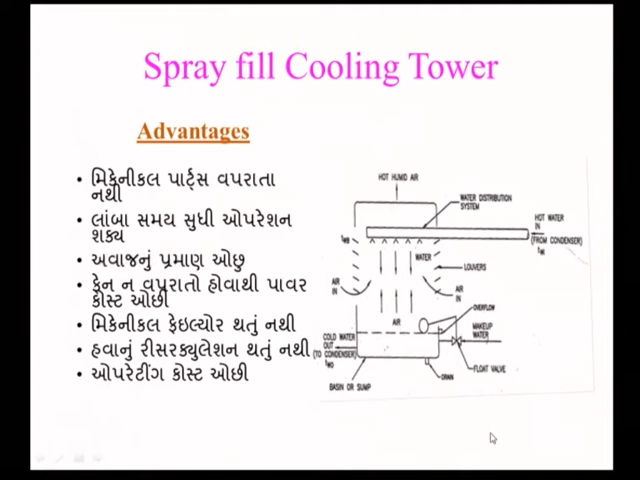 Spray fill Cooling Tower
Advantages
• મિકેનીકલ પાર્ટ્સ વપરાતા
નથી
• લાંબા સમય સુધી ઓપરેશન
શક્ય
• અવાજનું પ્રમાણ ઓછુ
• ફેન ન વપરાતો હોવાથી પાવર
કોસ્ટ ઓછી
• મિકેનીકલ ફેઇલ્યોર થતું નથી
• હવાનું રીસરક્યુલેશન થતું નથી
• ઓપરેટીંગ કોસ્ટ ઓછી
HOT HUMID AIR
WATER DISTRIBUTION
SYSTEM
HOT WATER
IN
(FROM CONDENSER)
WATER
LOUVERS
AIR
IN
AIR
IN
OVERFLOW
AIR
MAKEUP
WATER
COLD WATER
OUT
(TO CONDENSER)
FLOAT VALVE
DRAIN
BASIN OR SUMP